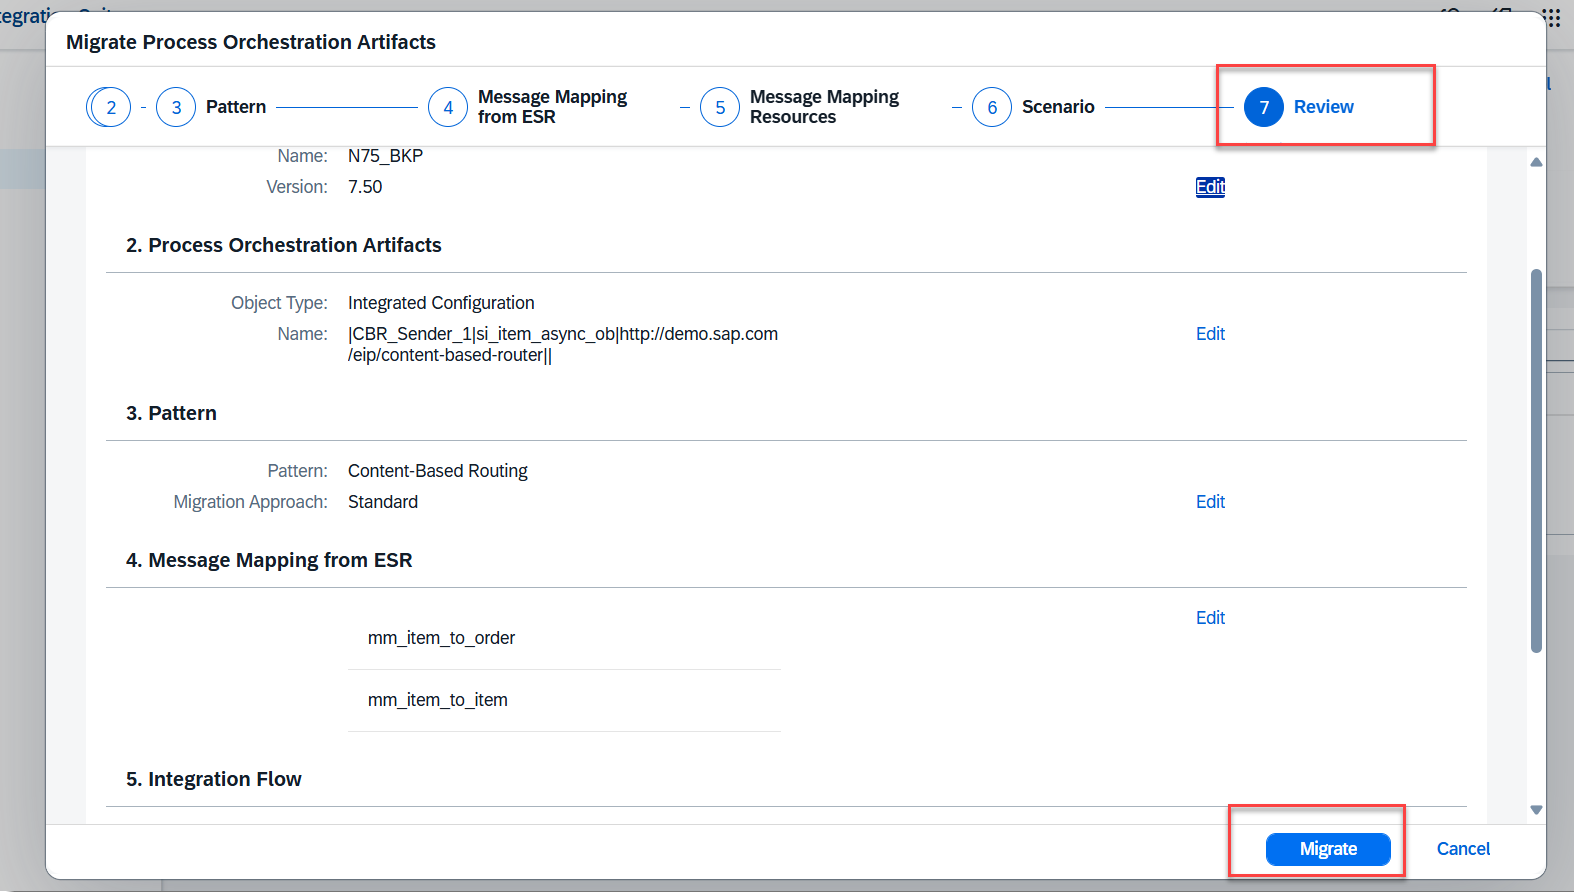 Migrate Process Orchestration Artifacts
2
3 Pattern
4 Message Mapping
from ESR
5 Message Mapping
Resources
6 Scenario
7 Review
Name: N75_BKP
Version: 7.50
Edit
2. Process Orchestration Artifacts
Object Type: Integrated Configuration
Name: |CBR_Sender_1|si_item_async_ob|http://demo.sap.com
/eip/content-based-router||
Edit
3. Pattern
Pattern: Content-Based Routing
Migration Approach: Standard
Edit
4. Message Mapping from ESR
Edit
mm_item_to_order
mm_item_to_item
5. Integration Flow
Migrate
Cancel